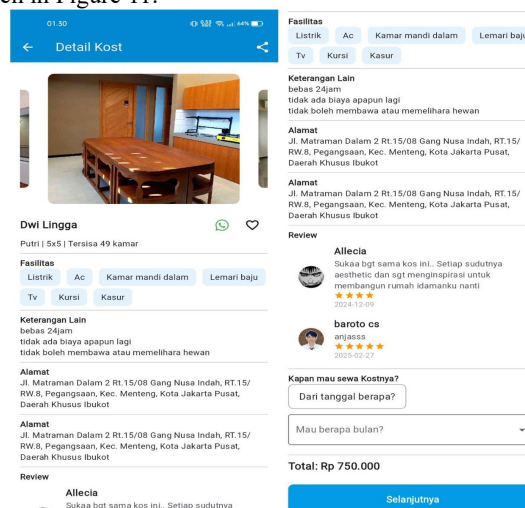 en in Figure 11.
01.30
64%
Detail Kost
Dwi Lingga
Putri | 5x5 | Tersisa 49 kamar
Fasilitas
Listrik Ac Kamar mandi dalam Lemari baju
Tv Kursi Kasur
Keterangan Lain
bebas 24jam
tidak ada biaya apapun lagi
tidak boleh membawa atau memelihara hewan
Alamat
Jl. Matraman Dalam 2 Rt.15/08 Gang Nusa Indah, RT.15/
RW.8, Pegangsaan, Kec. Menteng, Kota Jakarta Pusat,
Daerah Khusus Ibukot
Alamat
Jl. Matraman Dalam 2 Rt.15/08 Gang Nusa Indah, RT.15/
RW.8, Pegangsaan, Kec. Menteng, Kota Jakarta Pusat,
Daerah Khusus Ibukot
Review
Allecia
Sukaa bgt sama kos ini.. Setiap sudutnya
Fasilitas
Listrik Ac Kamar mandi dalam Lemari baju
Tv Kursi Kasur
Keterangan Lain
bebas 24jam
tidak ada biaya apapun lagi
tidak boleh membawa atau memelihara hewan
Alamat
Jl. Matraman Dalam 2 Rt.15/08 Gang Nusa Indah, RT.15/
RW.8, Pegangsaan, Kec. Menteng, Kota Jakarta Pusat,
Daerah Khusus Ibukot
Alamat
Jl. Matraman Dalam 2 Rt.15/08 Gang Nusa Indah, RT.15/
RW.8, Pegangsaan, Kec. Menteng, Kota Jakarta Pusat,
Daerah Khusus Ibukot
Review
Allecia
Sukaa bgt sama kos ini.. Setiap sudutnya
aesthetic dan sgt menginspirasi untuk
membangun rumah idamanku nanti
2024-12-09
baroto cs
anjasss
2025-02-27
Kapan mau sewa Kostnya?
Dari tanggal berapa?
Mau berapa bulan?
Total: Rp 750.000
Selanjutnya